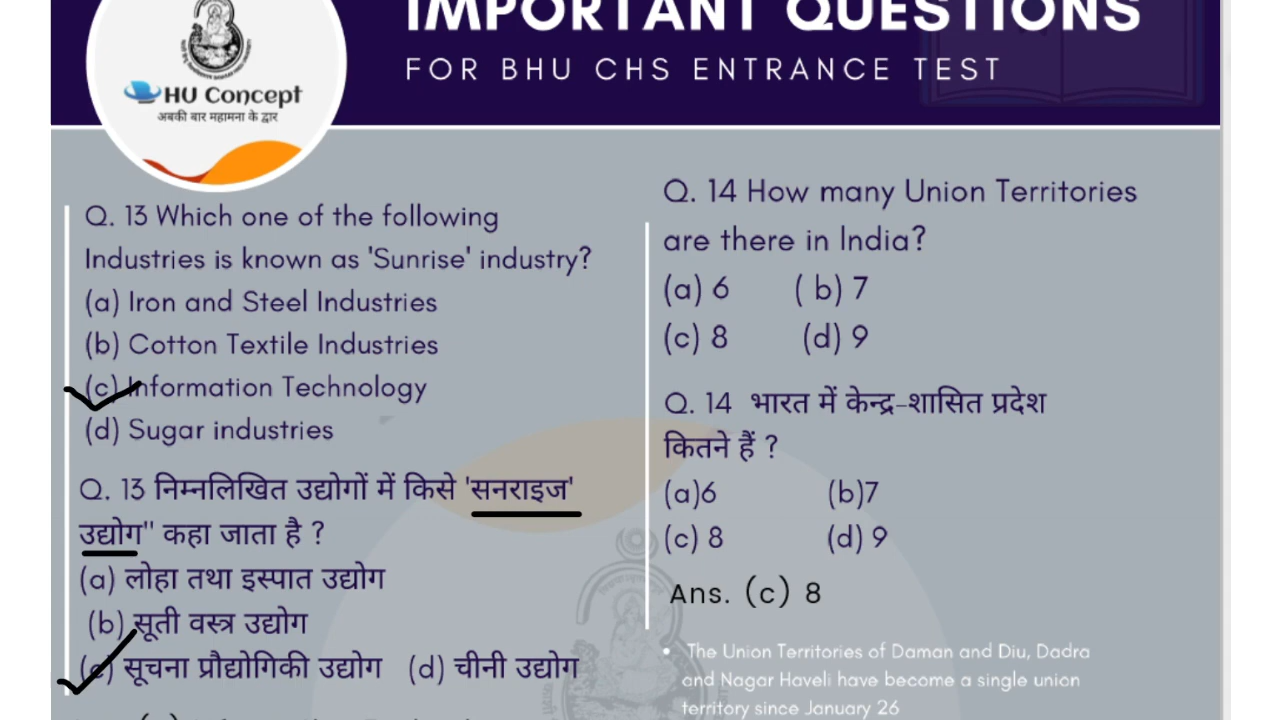 IMPORTANT QUESTIONS
FOR BHU CHS ENTRANCE TEST
HU Concept
अबकी बार महामना के द्वार
Q. 13 Which one of the following
Industries is known as 'Sunrise' industry?
(a) Iron and Steel Industries
(b) Cotton Textile Industries
(c) Information Technology
(d) Sugar industries
Q. 13 निम्नलिखित उद्योगों में किसे 'सनराइज'
उद्योग" कहा जाता है ?
(a) लोहा तथा इस्पात उद्योग
(b) सूती वस्त्र उद्योग
(c) सूचना प्रौद्योगिकी उद्योग (d) चीनी उद्योग
Q. 14 How many Union Territories
are there in India?
(a) 6 ( b) 7
(c) 8 (d) 9
Q. 14 भारत में केन्द्र-शासित प्रदेश
कितने हैं ?
(a)6 (b)7
(c) 8 (d) 9
Ans. (c) 8
• The Union Territories of Daman and Diu, Dadra
and Nagar Haveli have become a single union
territory since January 26